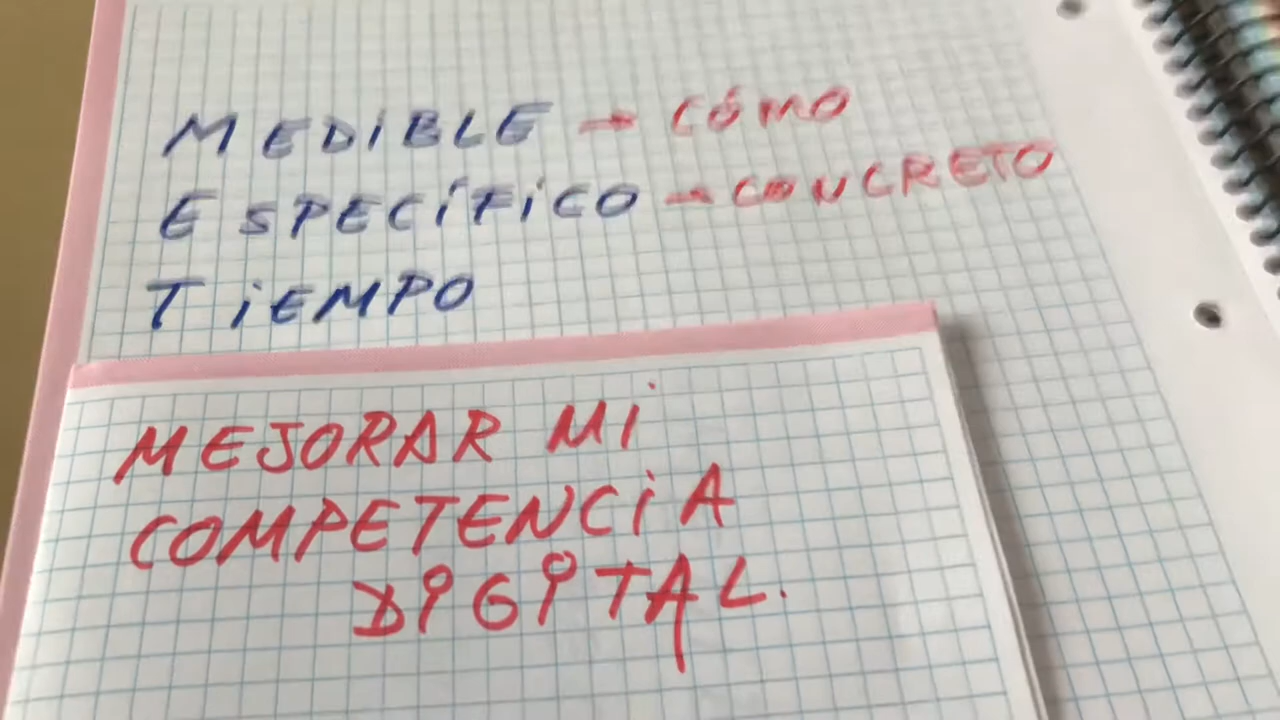 MEDIBLE → CÓMO
ESPECÍFICO → CONCRETO
TIEMPO
MEJORAR MI
COMPETENCIA
DIGITAL.